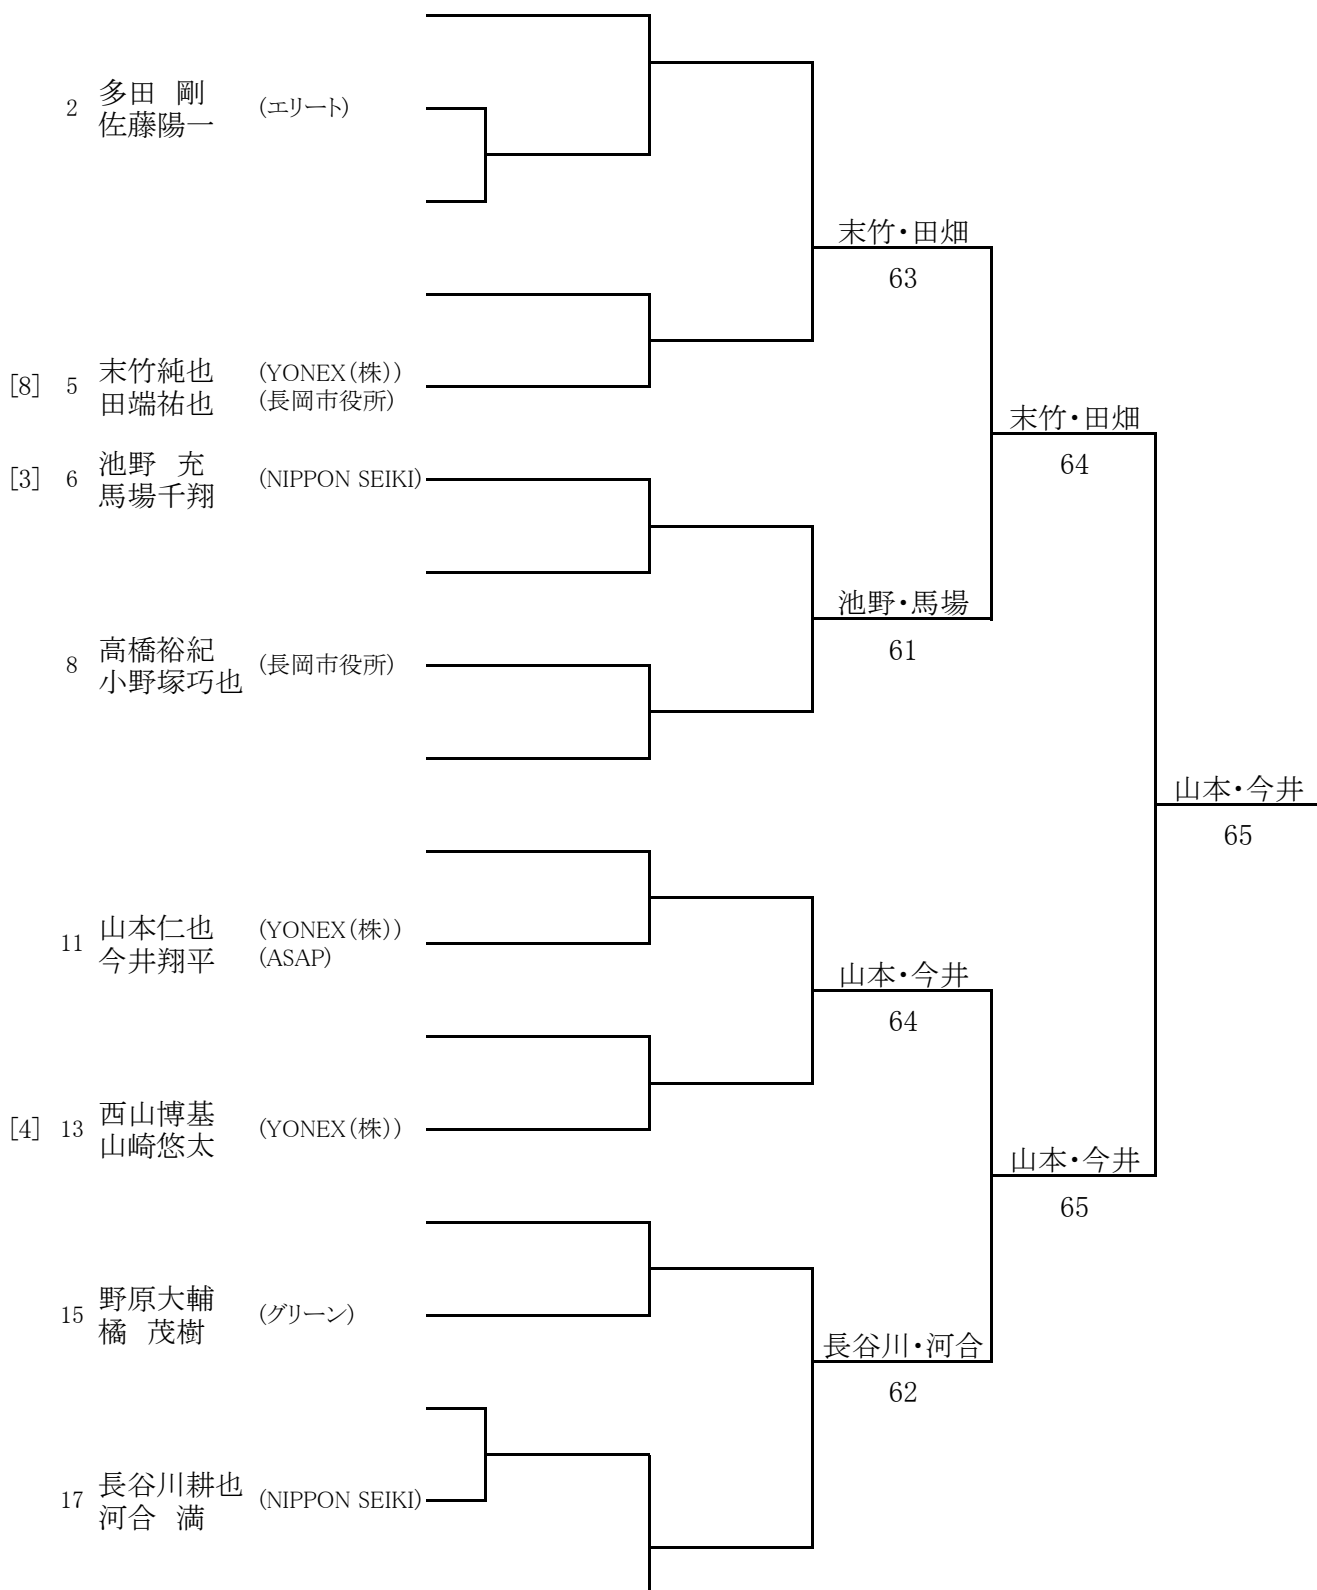 2 多田　剛 (エリート)
佐藤陽一
末竹・田畑
63
[8] 5 末竹純也 (YONEX(株))
田端祐也 (長岡市役所)
末竹・田畑
64
[3] 6 池野　充 (NIPPON SEIKI)
馬場千翔
池野・馬場
61
8 高橋裕紀 (長岡市役所)
小野塚巧也
山本・今井
65
11 山本仁也 (YONEX(株))
今井翔平 (ASAP)
山本・今井
64
[4] 13 西山博基 (YONEX(株))
山崎悠太
山本・今井
65
15 野原大輔 (グリーン)
橘　茂樹
長谷川・河合
62
17 長谷川耕也 (NIPPON SEIKI)
河合　満